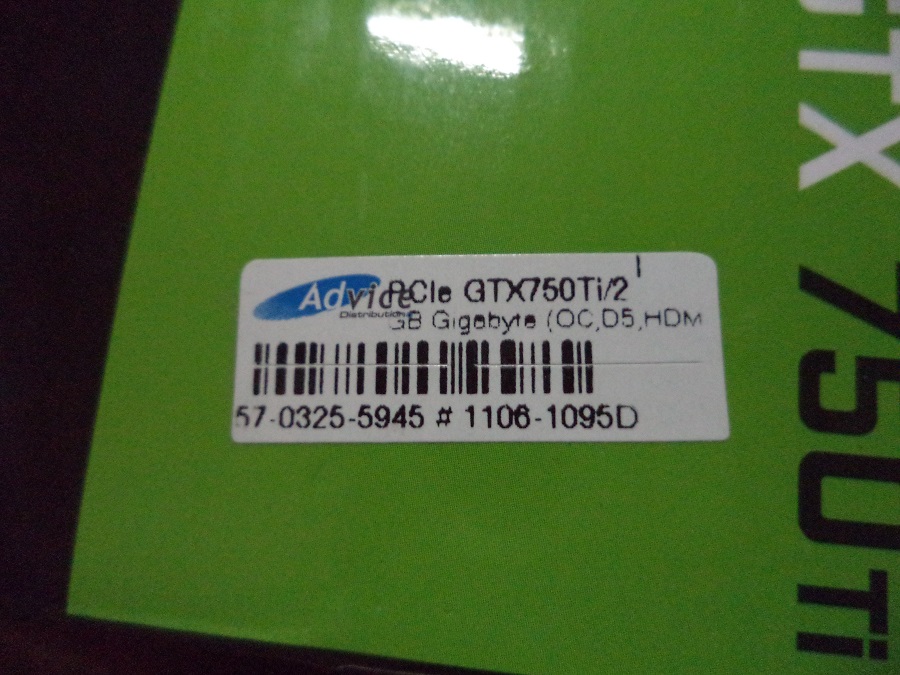 Advice
Distribution
PCIe GTX750Ti/2
GB Gigabyte (OC,D5,HDM
57-0325-5945 # 1106-1095D
GTX 750Ti